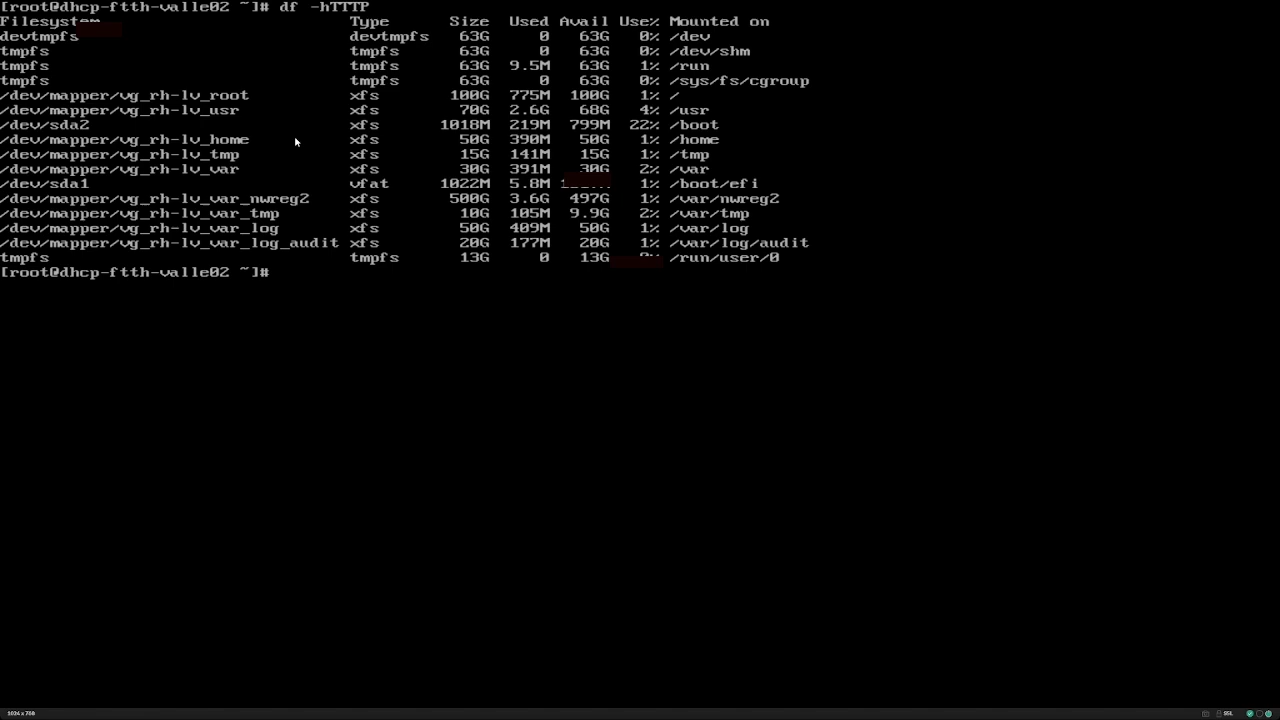 [root@dhcp-ftth-valle02 ~]# df -hTTTP
Filesystem Type Size Used Avail Use% Mounted on
devtmpfs devtmpfs 63G 0 63G 0% /dev
tmpfs tmpfs 63G 0 63G 0% /dev/shm
tmpfs tmpfs 63G 9.5M 63G 1% /run
tmpfs tmpfs 63G 0 63G 0% /sys/fs/cgroup
/dev/mapper/vg_rh-lv_root xfs 100G 775M 100G 1% /
/dev/mapper/vg_rh-lv_usr xfs 70G 2.6G 68G 4% /usr
/dev/sda2 xfs 1018M 219M 799M 22% /boot
/dev/mapper/vg_rh-lv_home xfs 50G 390M 50G 1% /home
/dev/mapper/vg_rh-lv_tmp xfs 15G 141M 15G 1% /tmp
/dev/mapper/vg_rh-lv_var xfs 30G 391M 30G 2% /var
/dev/sda1 vfat 1022M 5.8M 1% /boot/efi
/dev/mapper/vg_rh-lv_var_nwreg2 xfs 500G 3.6G 497G 1% /var/nwreg2
/dev/mapper/vg_rh-lv_var_tmp xfs 10G 105M 9.9G 2% /var/tmp
/dev/mapper/vg_rh-lv_var_log xfs 50G 409M 50G 1% /var/log
/dev/mapper/vg_rh-lv_var_log_audit xfs 20G 177M 20G 1% /var/log/audit
tmpfs tmpfs 13G 0 13G /run/user/0
[root@dhcp-ftth-valle02 ~]#
1024 x 768 SSL